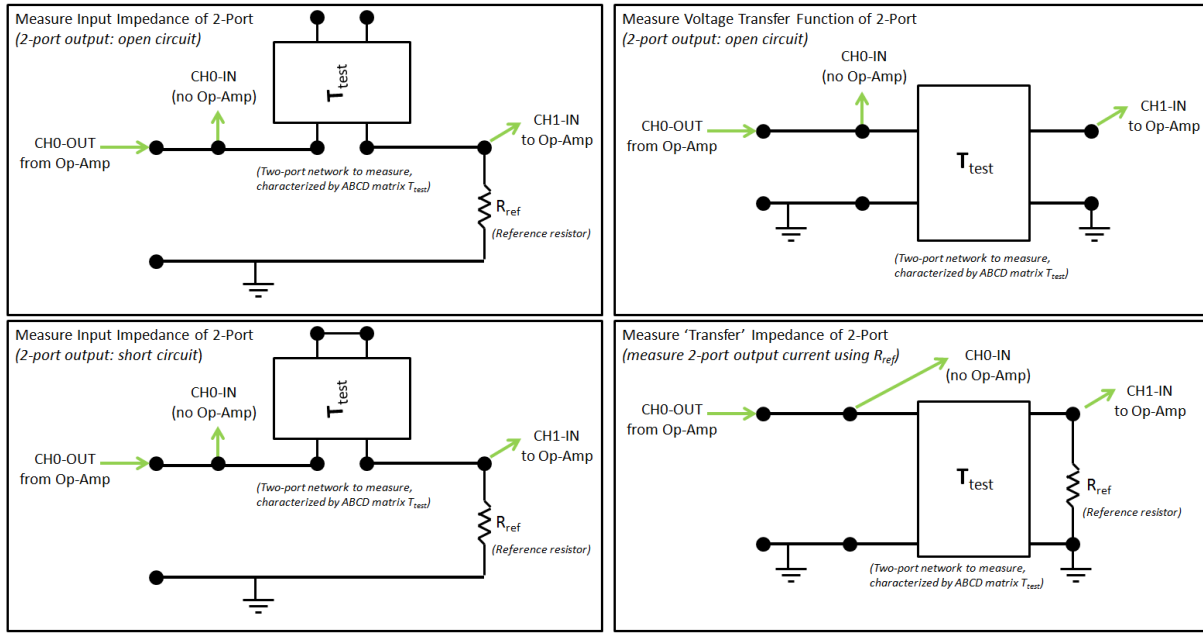 Measure Input Impedance of 2-Port
(2-port output: open circuit)
CH0-IN
(no Op-Amp)
T test
CH0-OUT
from Op-Amp
CH1-IN
to Op-Amp
(Two-port network to measure,
characterized by ABCD matrix Ttest)
Rref
(Reference resistor)
Measure Voltage Transfer Function of 2-Port
(2-port output: open circuit)
CH0-IN
(no Op-Amp)
CH0-OUT
from Op-Amp
CH1-IN
to Op-Amp
Ttest
(Two-port network to measure,
characterized by ABCD matrix Ttest)
Measure Input Impedance of 2-Port
(2-port output: short circuit)
CH0-IN
(no Op-Amp)
T test
CH0-OUT
from Op-Amp
CH1-IN
to Op-Amp
(Two-port network to measure,
characterized by ABCD matrix Ttest)
Rref
(Reference resistor)
Measure ‘Transfer’ Impedance of 2-Port
(measure 2-port output current using Rref)
CH0-IN
(no Op-Amp)
CH0-OUT
from Op-Amp
CH1-IN
to Op-Amp
Ttest
Rref
(Reference resistor)
(Two-port network to measure,
characterized by ABCD matrix Ttest)